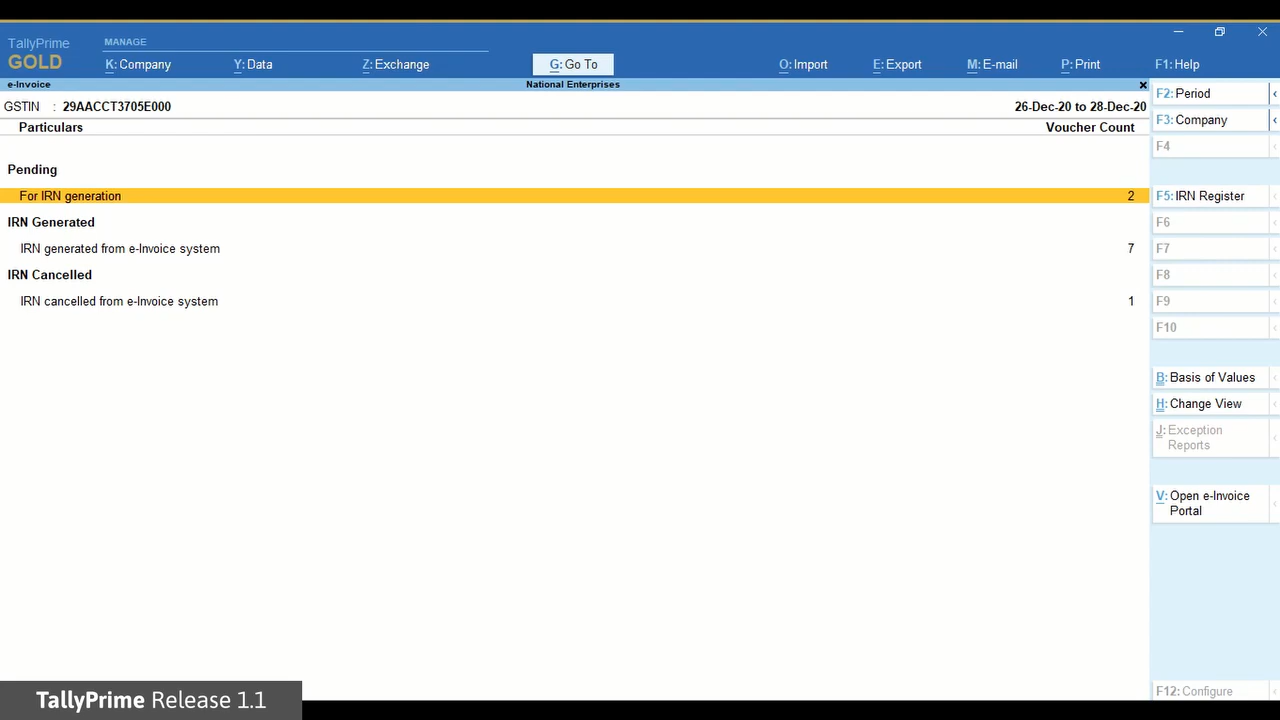 TallyPrime
GOLD
MANAGE
K: Company
Y: Data
Z: Exchange
G: Go To
O: Import
E: Export
M: E-mail
P: Print
F1: Help
e-Invoice
National Enterprises
GSTIN : 29AACCT3705E000
26-Dec-20 to 28-Dec-20
Particulars
Voucher Count
Pending
For IRN generation 2
IRN Generated
IRN generated from e-Invoice system 7
IRN Cancelled
IRN cancelled from e-Invoice system 1
F2: Period
F3: Company
F4
F5: IRN Register
F6
F7
F8
F9
F10
B: Basis of Values
H: Change View
J: Exception
Reports
V: Open e-Invoice
Portal
F12: Configure
TallyPrime Release 1.1